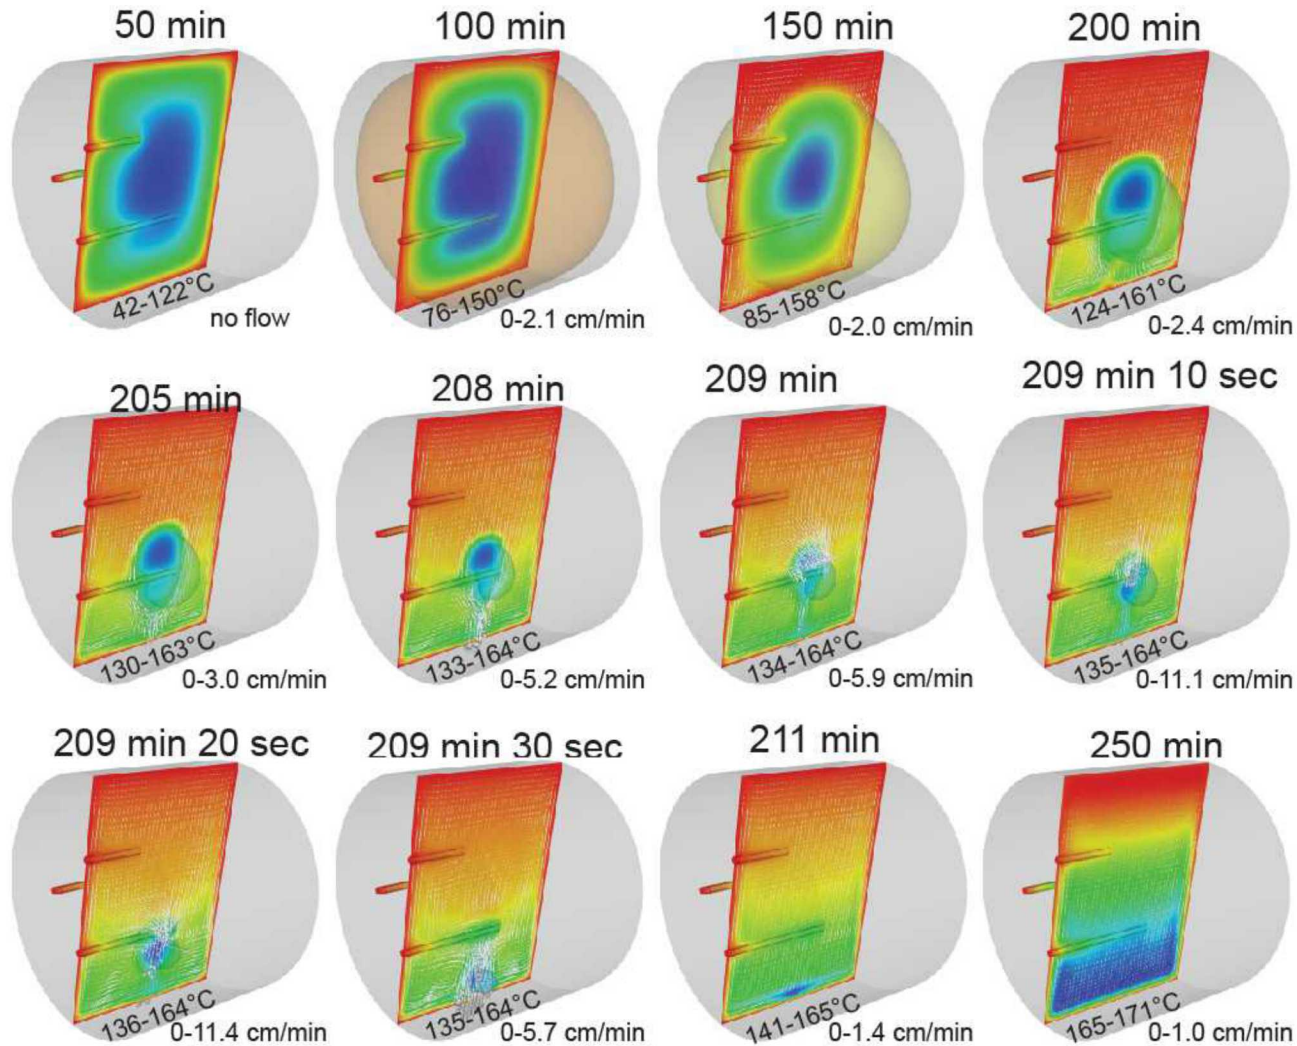 50 min
100 min
150 min
200 min
42-122°C
no flow
76-150°C
0-2.1 cm/min
85-158°C
0-2.0 cm/min
124-161°C
0-2.4 cm/min
205 min
208 min
209 min
209 min 10 sec
130-163°C
0-3.0 cm/min
133-164°C
0-5.2 cm/min
134-164°C
0-5.9 cm/min
135-164°C
0-11.1 cm/min
209 min 20 sec
209 min 30 sec
211 min
250 min
136-164°C
0-11.4 cm/min
135-164°C
0-5.7 cm/min
141-165°C
0-1.4 cm/min
165-171°C
0-1.0 cm/min